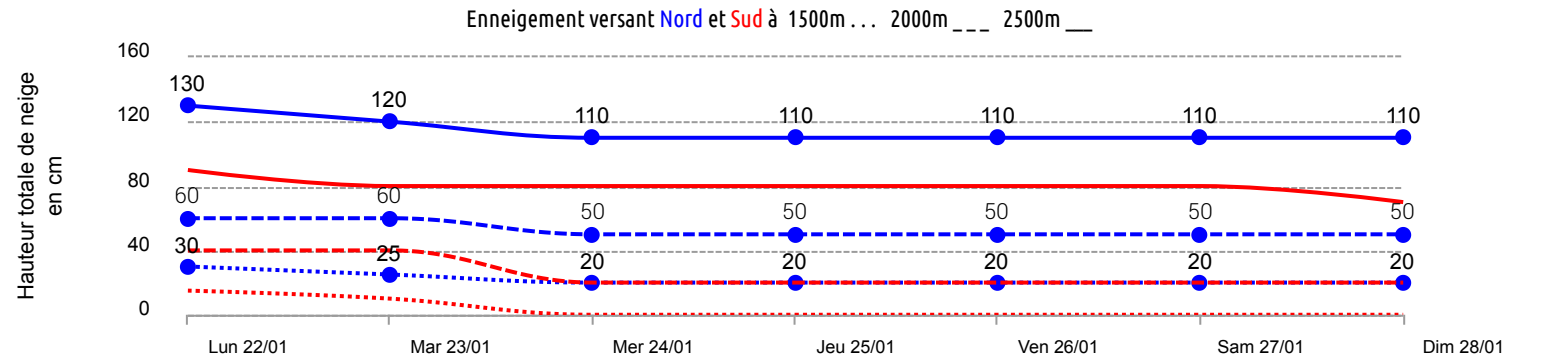 Enneigement versant Nord et Sud à 1500m . . . 2000m _ _ _ 2500m __
Hauteur totale de neige
en cm
160
120
80
40
0
130
120
110
110
110
110
110
60
60
50
50
50
50
50
30
25
20
20
20
20
20
Lun 22/01
Mar 23/01
Mer 24/01
Jeu 25/01
Ven 26/01
Sam 27/01
Dim 28/01